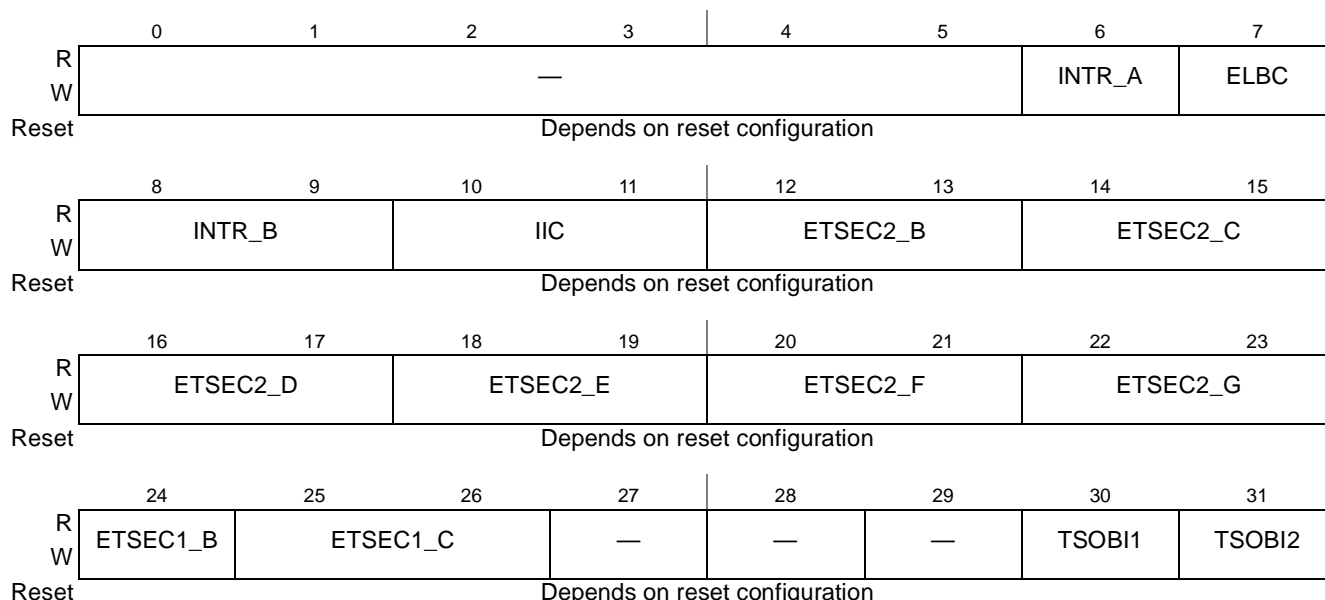 0 1 2 3 4 5 6 7
R
W
— INTR_A ELBC
Reset Depends on reset configuration
8 9 10 11 12 13 14 15
R
W
INTR_B IIC ETSEC2_B ETSEC2_C
Reset Depends on reset configuration
16 17 18 19 20 21 22 23
R
W
ETSEC2_D ETSEC2_E ETSEC2_F ETSEC2_G
Reset Depends on reset configuration
24 25 26 27 28 29 30 31
R
W
ETSEC1_B ETSEC1_C — — — TSOBI1 TSOBI2
Reset Depends on reset configuration